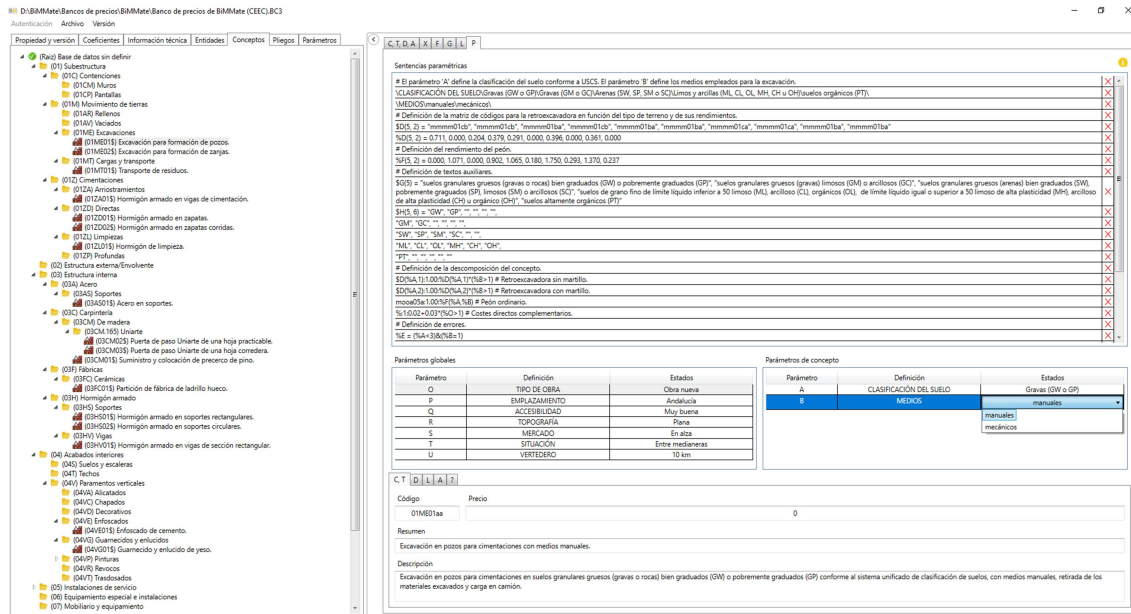 D:\BiMMate\Bancos de precios\BiMMate\Banco de precios de BiMMate (CEEC).BC3
Autenticación Archivo Versión
Propiedad y versión Coeficientes Información técnica Entidades Conceptos Pliegos Parámetros
(Raiz) Base de datos sin definir
(01) Subestructura
(01C) Contenciones
(01CM) Muros
(01CP) Pantallas
(01M) Movimiento de tierras
(01AR) Rellenos
(01AV) Vaciados
(01ME) Excavaciones
(01ME01$) Excavación para formación de pozos.
(01ME02$) Excavación para formación de zanjas.
(01MT) Cargas y transporte
(01MT01$) Transporte de residuos.
(01Z) Cimentaciones
(01ZA) Arriostramientos
(01ZA01$) Hormigón armado en vigas de cimentación.
(01ZD) Directas
(01ZD01$) Hormigón armado en zapatas.
(01ZD02$) Hormigón armado en zapatas corridas.
(01ZL) Limpiezas
(01ZL01$) Hormigón de limpieza.
(01ZP) Profundas
(02) Estructura externa/Envolvente
(03) Estructura interna
(03A) Acero
(03AS) Soportes
(03AS01$) Acero en soportes.
(03C) Carpintería
(03CM) De madera
(03CM.165) Uniarte
(03CM02$) Puerta de paso Uniarte de una hoja practicable.
(03CM03$) Puerta de paso Uniarte de una hoja corredera.
(03CM01$) Suministro y colocación de precerco de pino.
(03F) Fábricas
(03FC) Cerámicas
(03FC01$) Partición de fábrica de ladrillo hueco.
(03H) Hormigón armado
(03HS) Soportes
(03HS01$) Hormigón armado en soportes rectangulares.
(03HS02$) Hormigón armado en soportes circulares.
(03HV) Vigas
(03HV01$) Hormigón armado en vigas de sección rectangular.
(04) Acabados interiores
(04S) Suelos y escaleras
(04T) Techos
(04V) Paramentos verticales
(04VA) Alicatados
(04VC) Chapados
(04VD) Decorativos
(04VE) Enfoscados
(04VE01$) Enfoscado de cemento.
(04VG) Guarnecidos y enlucidos
(04VG01$) Guarnecido y enlucido de yeso.
(04VP) Pinturas
(04VR) Revocos
(04VT) Trasdosados
(05) Instalaciones de servicio
(06) Equipamiento especial e instalaciones
(07) Mobiliario y equipamiento
C, T, D, A X F G L P
Sentencias paramétricas
# El parámetro 'A' define la clasificación del suelo conforme a USCS. El parámetro 'B' define los medios empleados para la excavación.
\CLASIFICACIÓN DEL SUELO\Gravas (GW o GP)\Gravas (GM o GC)\Arenas (SW, SP, SM o SC)\Limos y arcillas (ML, CL, OL, MH, CH u OH)\suelos orgánicos (PT)\
\MEDIOS\manuales\mecánicos\
# Definición de la matriz de códigos para la retroexcavadora en función del tipo de terreno y de sus rendimientos.
$D(5, 2) = "mmmm01cb", "mmmm01cb", "mmmm01ba", "mmmm01cb", "mmmm01ba", "mmmm01ba", "mmmm01ca", "mmmm01ba", "mmmm01ca", "mmmm01ba"
%D(5, 2) = 0.711, 0.000, 0.204, 0.379, 0.291, 0.000, 0.396, 0.000, 0.361, 0.000
# Definición del rendimiento del peón.
%F(5, 2) = 0.000, 1.071, 0.000, 0.902, 1.065, 0.180, 1.750, 0.293, 1.370, 0.237
# Definición de textos auxiliares.
$G(5) = "suelos granulares gruesos (gravas o rocas) bien graduados (GW) o pobremente graduados (GP)", "suelos granulares gruesos (gravas) limosos (GM) o arcillosos (GC)", "suelos granulares gruesos (arenas) bien graduados (SW),
pobremente graguados (SP), limosos (SM) o arcillosos (SC)", "suelos de grano fino de límite líquido inferior a 50 limoso (ML), arcilloso (CL), orgánicos (OL), de límite líquido igual o superior a 50 limoso de alta plasticidad (MH), arcilloso
de alta plasticidad (CH) u orgánico (OH)", "suelos altamente orgánicos (PT)"
$H(5, 6) = "GW", "GP", "", "", "", "",
"GM", "GC", "", "", "", "",
"SW", "SP", "SM", "SC", "", "",
"ML", "CL", "OL", "MH", "CH", "OH",
"PT", "", "", "", "", ""
# Definición de la descomposición del concepto.
$D(%A,1):1.00:%D(%A,1)*(%B>1) # Retroexcavadora sin martillo.
$D(%A,2):1.00:%D(%A,2)*(%B>1) # Retroexcavadora con martillo.
mooa05a:1.00:%F(%A,%B) # Peón ordinario.
%:1:0.02+0.03*(%O>1) # Costes directos complementarios.
# Definición de errores.
%E = (%A<3)&(%B=1)
Parámetros globales
Parámetro Definición Estados
O TIPO DE OBRA Obra nueva
P EMPLAZAMIENTO Andalucía
Q ACCESIBILIDAD Muy buena
R TOPOGRAFÍA Plana
S MERCADO En alza
T SITUACIÓN Entre medianeras
U VERTEDERO 10 km
Parámetros de concepto
Parámetro Definición Estados
A CLASIFICACIÓN DEL SUELO Gravas (GW o GP)
B MEDIOS manuales
manuales
mecánicos
C, T D L A ?
Código Precio
01ME01aa 0
Resumen
Excavación en pozos para cimentaciones con medios manuales.
Descripción
Excavación en pozos para cimentaciones en suelos granulares gruesos (gravas o rocas) bien graduados (GW) o pobremente graduados (GP) conforme al sistema unificado de clasificación de suelos, con medios manuales, retirada de los
materiales excavados y carga en camión.